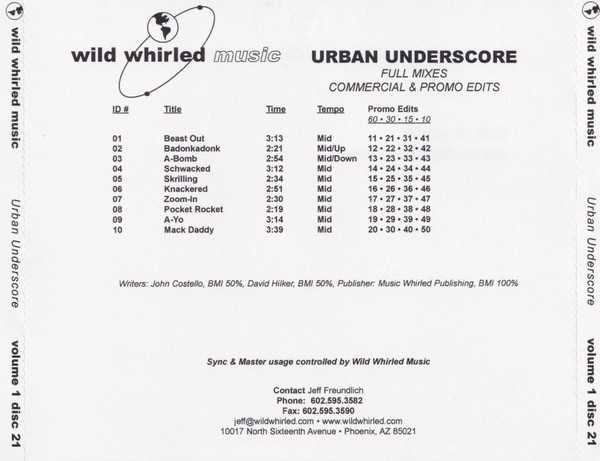 wild whirled music
Urban Underscore
volume 1 disc 21
wild whirled music
URBAN UNDERSCORE
FULL MIXES
COMMERCIAL & PROMO EDITS
ID # Title Time Tempo Promo Edits
60 • 30 • 15 • 10
01 Beast Out 3:13 Mid 11 • 21 • 31 • 41
02 Badonkadonk 2:21 Mid/Up 12 • 22 • 32 • 42
03 A-Bomb 2:54 Mid/Down 13 • 23 • 33 • 43
04 Schwacked 3:12 Mid 14 • 24 • 34 • 44
05 Skrilling 2:34 Mid 15 • 25 • 35 • 45
06 Knackered 2:51 Mid 16 • 26 • 36 • 46
07 Zoom-In 2:30 Mid 17 • 27 • 37 • 47
08 Pocket Rocket 2:19 Mid 18 • 28 • 38 • 48
09 A-Yo 3:14 Mid 19 • 29 • 39 • 49
10 Mack Daddy 3:39 Mid 20 • 30 • 40 • 50
Writers: John Costello, BMI 50%, David Hilker, BMI 50%, Publisher: Music Whirled Publishing, BMI 100%
Sync & Master usage controlled by Wild Whirled Music
Contact Jeff Freundlich
Phone: 602.595.3582
Fax: 602.595.3590
jeff@wildwhirled.com • www.wildwhirled.com
10017 North Sixteenth Avenue • Phoenix, AZ 85021
wild whirled music
Urban Underscore
volume 1 disc 21